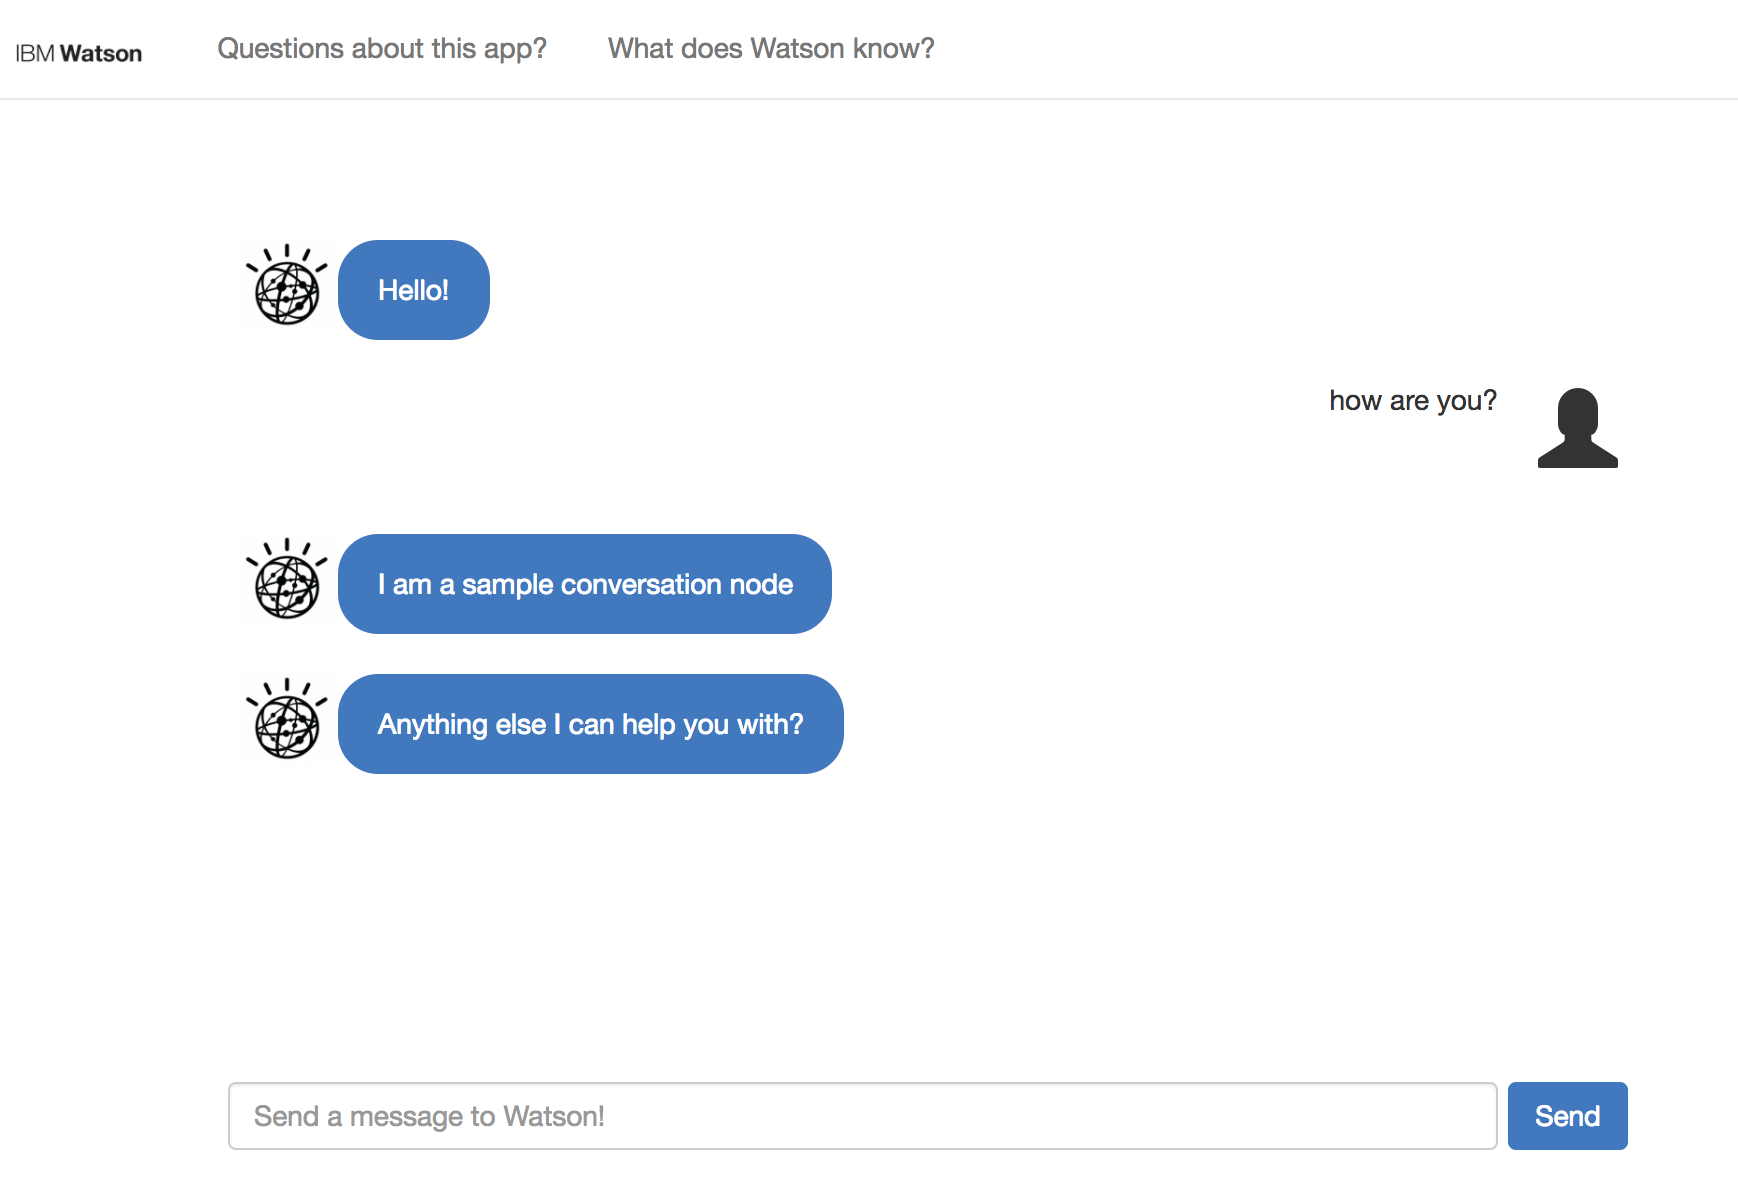 IBM Watson
Questions about this app?
What does Watson know?
Hello!
how are you?
I am a sample conversation node
Anything else I can help you with?
Send a message to Watson!
Send